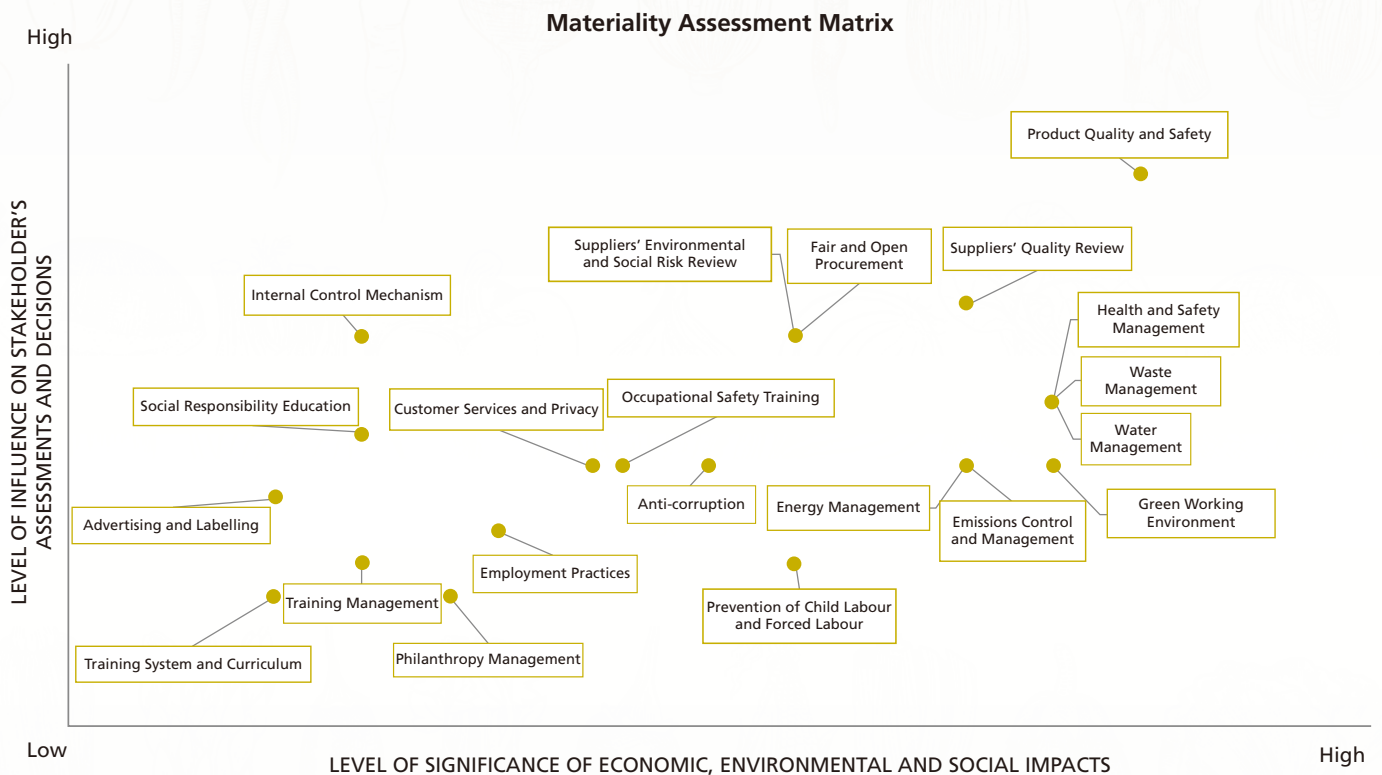 Materiality Assessment Matrix
High
LEVEL OF INFLUENCE ON STAKEHOLDER'S
ASSESSMENTS AND DECISIONS
Product Quality and Safety
Suppliers' Environmental
and Social Risk Review
Fair and Open
Procurement
Suppliers' Quality Review
Internal Control Mechanism
Health and Safety
Management
Waste
Management
Water
Management
Social Responsibility Education
Customer Services and Privacy
Occupational Safety Training
Anti-corruption
Energy Management
Emissions Control
and Management
Green Working
Environment
Advertising and Labelling
Employment Practices
Training Management
Prevention of Child Labour
and Forced Labour
Training System and Curriculum
Philanthropy Management
Low
LEVEL OF SIGNIFICANCE OF ECONOMIC, ENVIRONMENTAL AND SOCIAL IMPACTS
High